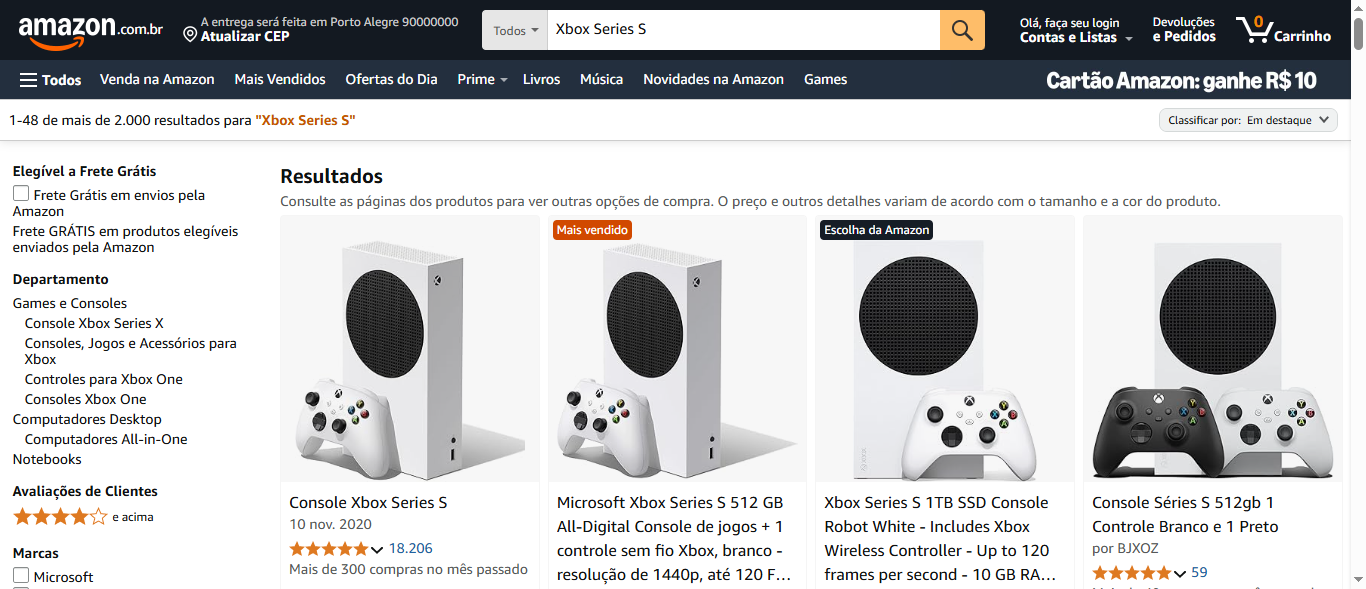 amazon.com.br
A entrega será feita em Porto Alegre 90000000
Atualizar CEP
Todos
Xbox Series S
Olá, faça seu login
Contas e Listas
Devoluções
e Pedidos
0
Carrinho
Todos
Venda na Amazon
Mais Vendidos
Ofertas do Dia
Prime
Livros
Música
Novidades na Amazon
Games
Cartão Amazon: ganhe R$ 10
1-48 de mais de 2.000 resultados para "Xbox Series S"
Classificar por: Em destaque
Elegível a Frete Grátis
Frete Grátis em envios pela
Amazon
Frete GRÁTIS em produtos elegíveis
enviados pela Amazon
Departamento
Games e Consoles
Console Xbox Series X
Consoles, Jogos e Acessórios para
Xbox
Controles para Xbox One
Consoles Xbox One
Computadores Desktop
Computadores All-in-One
Notebooks
Avaliações de Clientes
e acima
Marcas
Microsoft
Resultados
Consulte as páginas dos produtos para ver outras opções de compra. O preço e outros detalhes variam de acordo com o tamanho e a cor do produto.
Console Xbox Series S
10 nov. 2020
18.206
Mais de 300 compras no mês passado
Mais vendido
Microsoft Xbox Series S 512 GB
All-Digital Console de jogos + 1
controle sem fio Xbox, branco -
resolução de 1440p, até 120 F...
Escolha da Amazon
Xbox Series S 1TB SSD Console
Robot White - Includes Xbox
Wireless Controller - Up to 120
frames per second - 10 GB RA...
Console Séries S 512gb 1
Controle Branco e 1 Preto
por BJXOZ
59